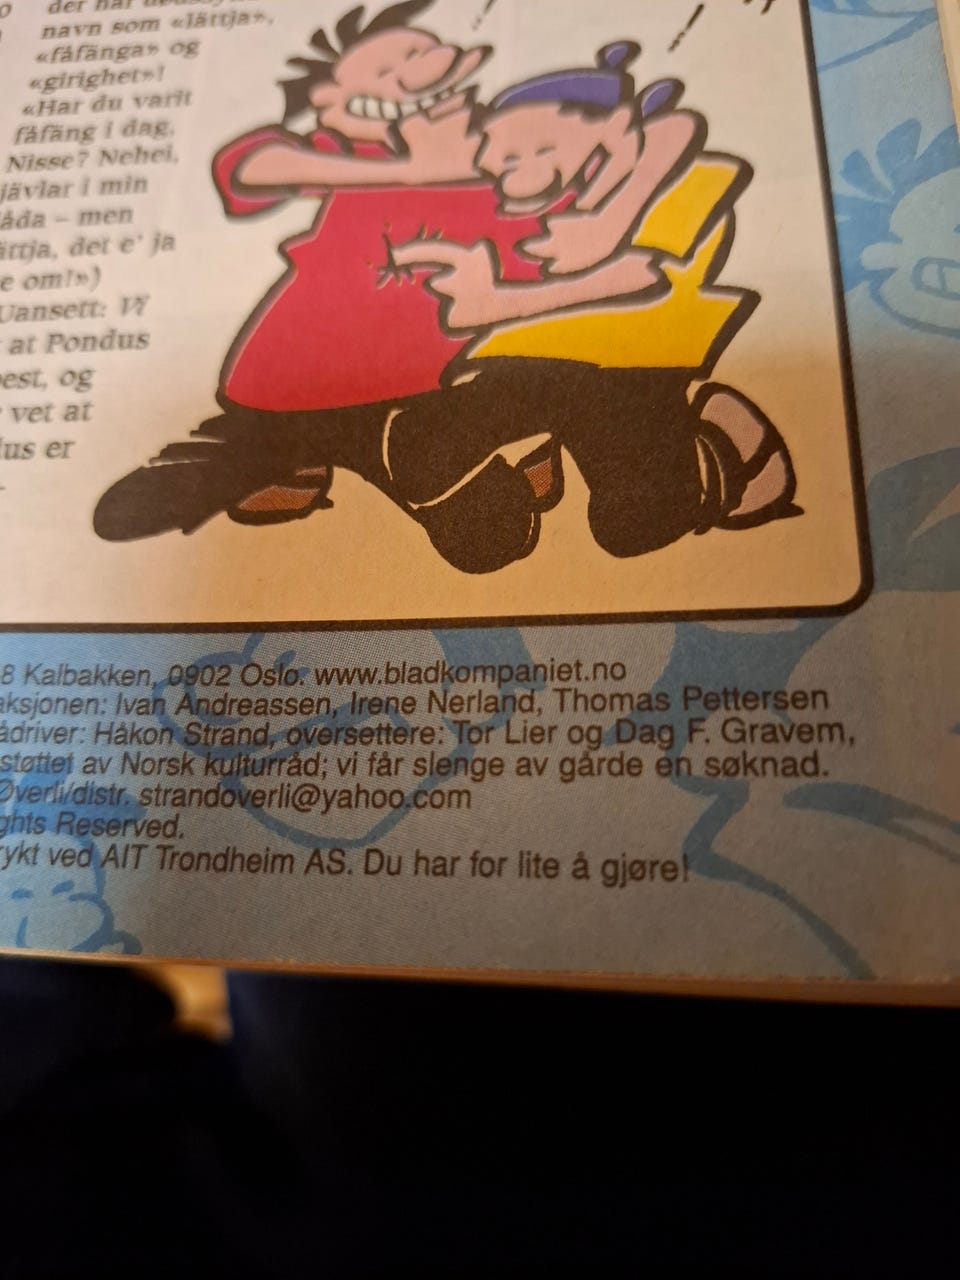 der har
navn som «lättja»,
«fåfänga» og
«girighet»!
«Har du varit
fåfäng i dag,
Nisse? Nehei,
jävlar i min
låda – men
ättja, det e' ja
e om!»)
Uansett: Vi
at Pondus
best, og
vet at
dus er
8 Kalbakken, 0902 Oslo. www.bladkompaniet.no
aksjonen: Ivan Andreassen, Irene Nerland, Thomas Pettersen
ådriver: Håkon Strand, oversettere: Tor Lier og Dag F. Gravem,
støttet av Norsk kulturråd; vi får slenge av gårde en søknad.
Øverli/distr. strandoverli@yahoo.com
ghts Reserved.
rykt ved AIT Trondheim AS. Du har for lite å gjøre!